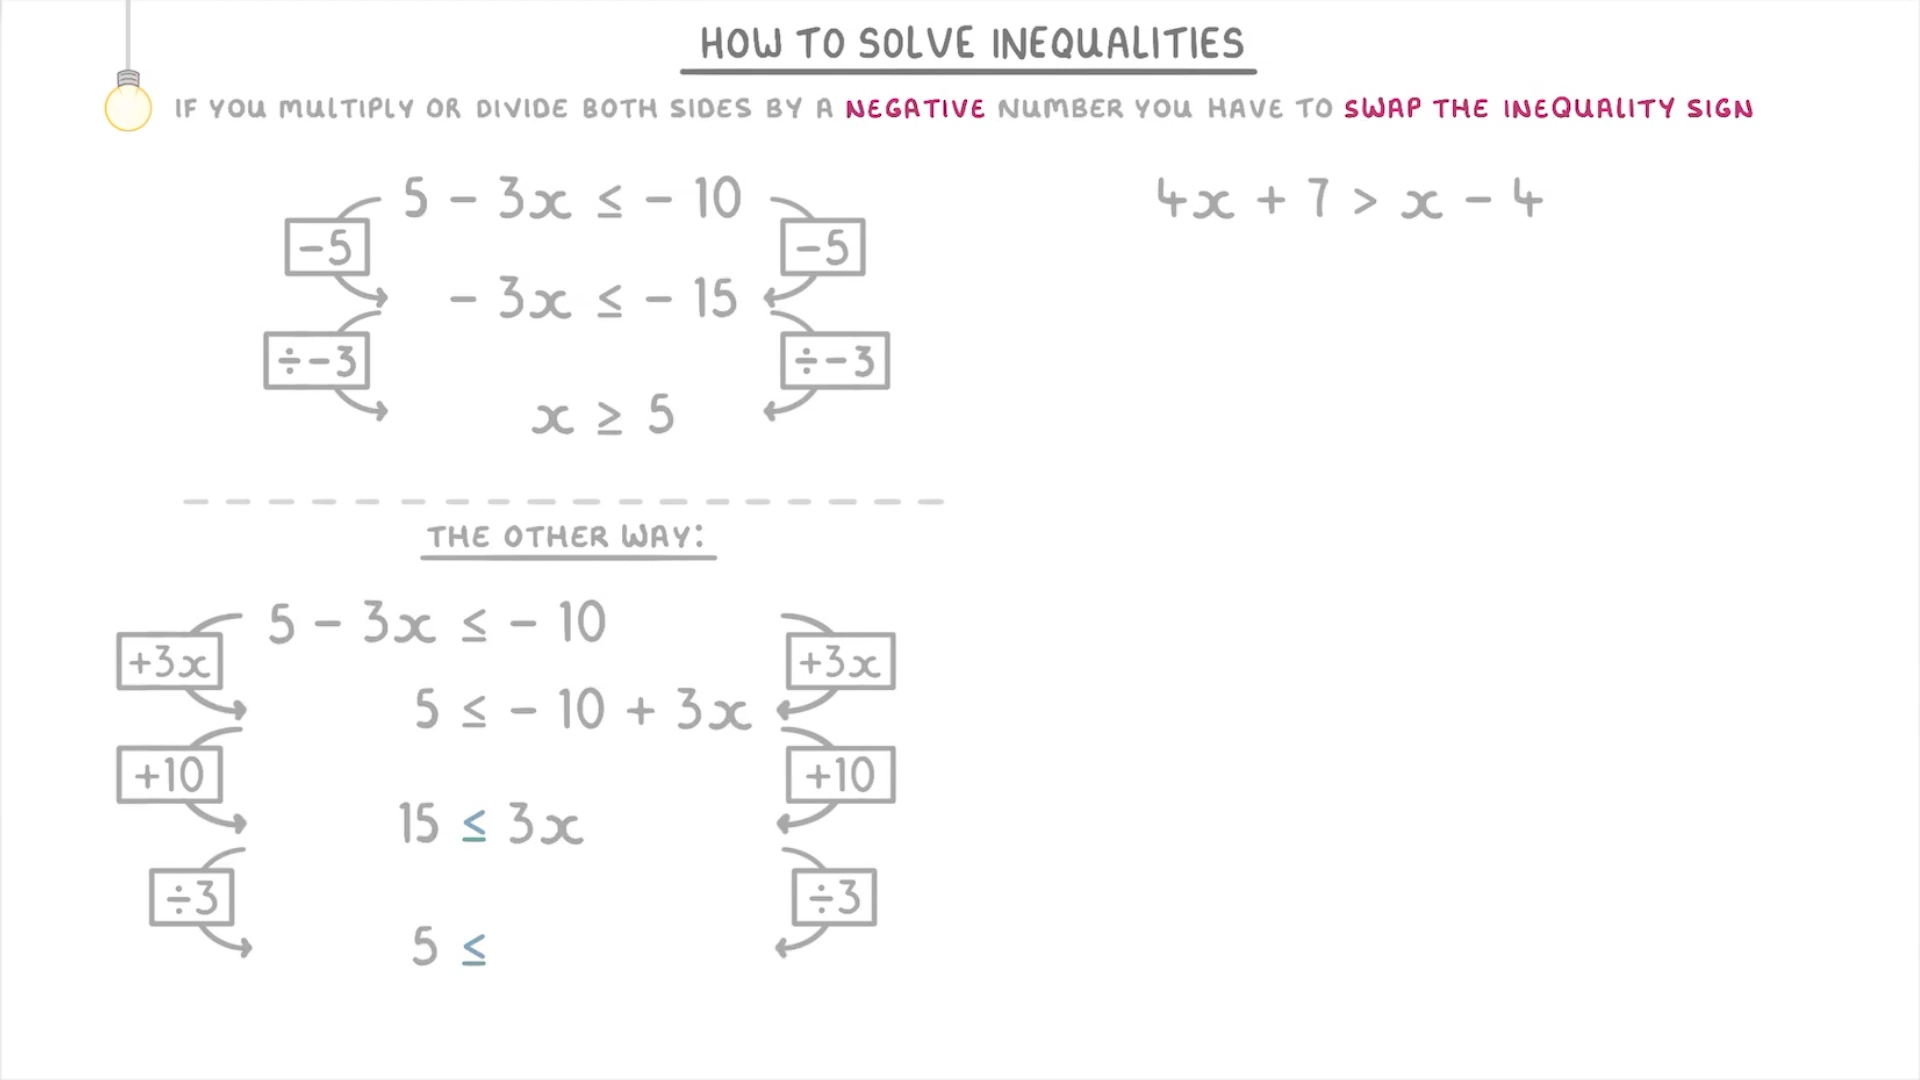 HOW TO SOLVE INEQUALITIES
IF YOU MULTIPLY OR DIVIDE BOTH SIDES BY A NEGATIVE NUMBER YOU HAVE TO SWAP THE INEQUALITY SIGN
5 - 3x ≤ - 10
-5 -5
- 3x ≤ - 15
÷-3 ÷-3
x ≥ 5
THE OTHER WAY:
5 - 3x ≤ - 10
+3x +3x
5 ≤ - 10 + 3x
+10 +10
15 ≤ 3x
÷3 ÷3
5 ≤
4x + 7 > x - 4